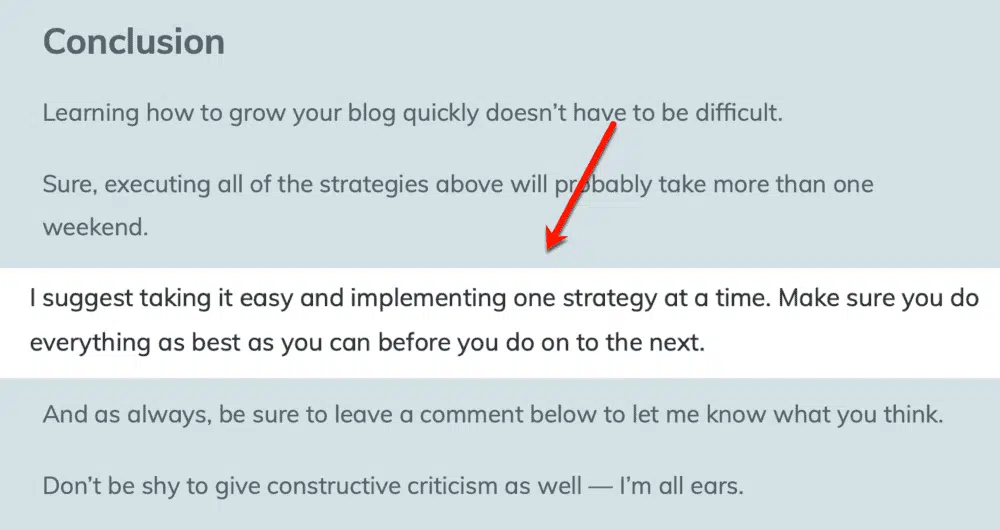 Conclusion
Learning how to grow your blog quickly doesn’t have to be difficult.
Sure, executing all of the strategies above will probably take more than one
weekend.
I suggest taking it easy and implementing one strategy at a time. Make sure you do
everything as best as you can before you do on to the next.
And as always, be sure to leave a comment below to let me know what you think.
Don’t be shy to give constructive criticism as well — I’m all ears.